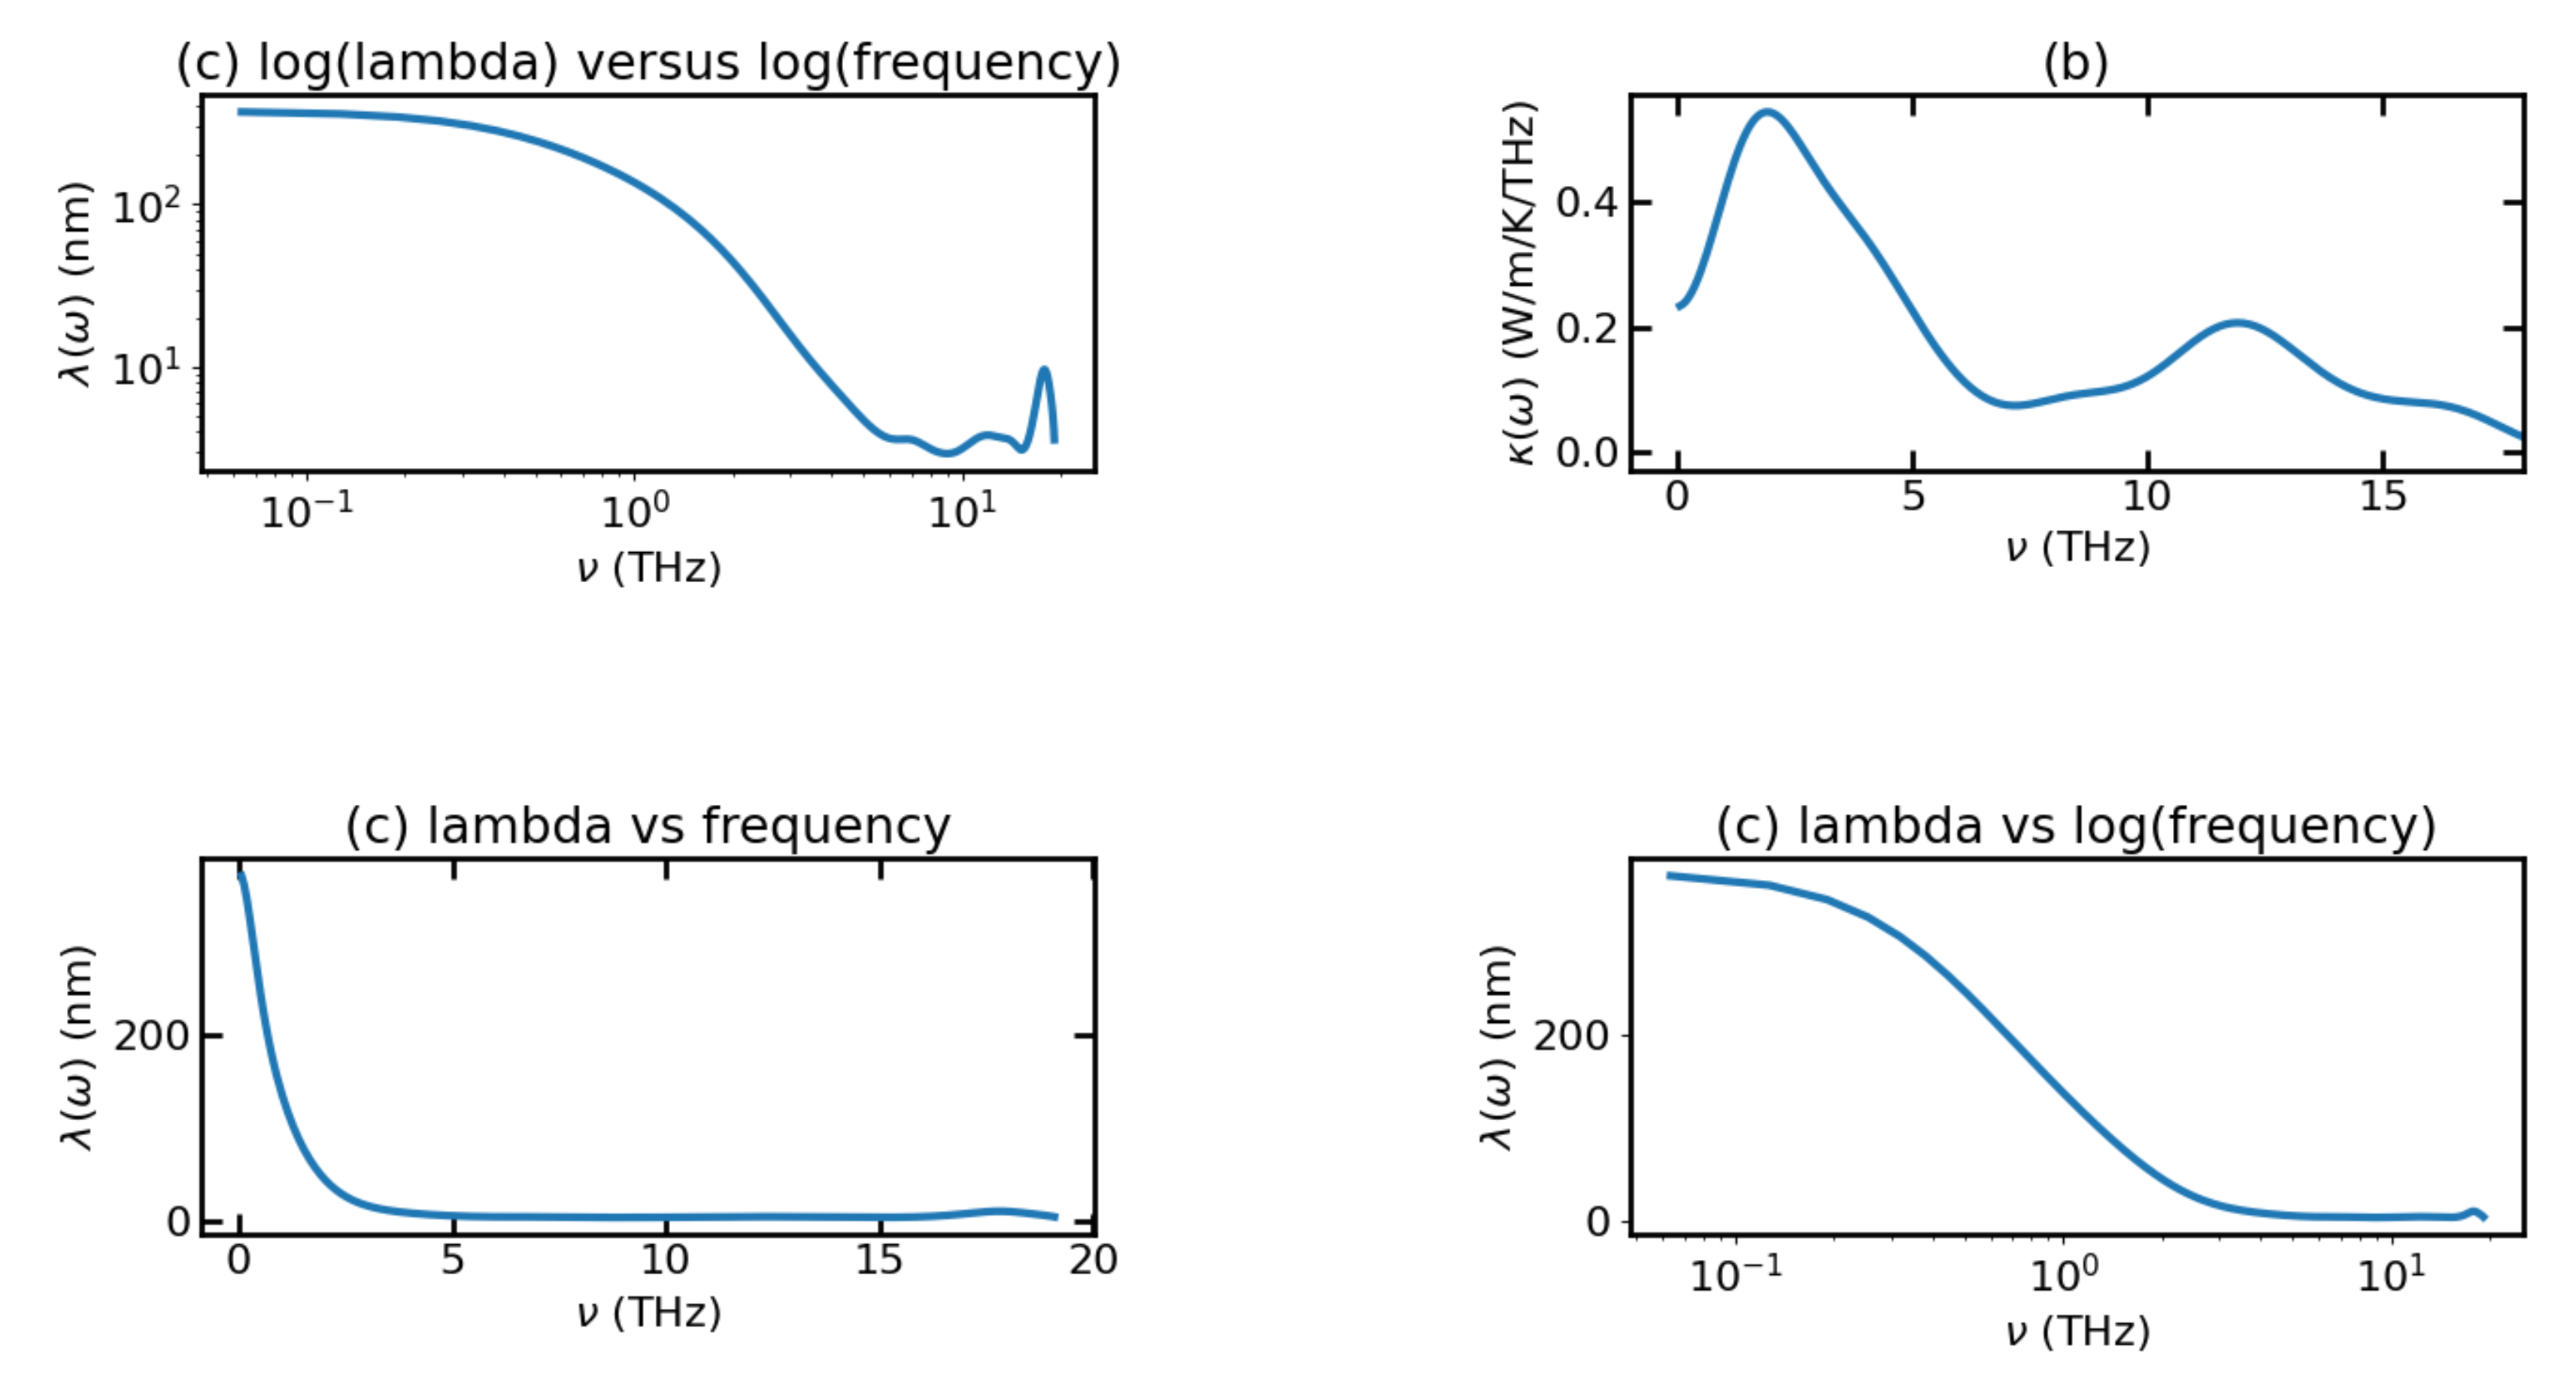 (c) log(lambda) versus log(frequency)
λ(ω) (nm)
10²
10¹
10⁻¹ 10⁰ 10¹
ν (THz)
(b)
κ(ω) (W/m/K/THz)
0.4
0.2
0.0
0 5 10 15
ν (THz)
(c) lambda vs frequency
λ(ω) (nm)
200
0
0 5 10 15 20
ν (THz)
(c) lambda vs log(frequency)
λ(ω) (nm)
200
0
10⁻¹ 10⁰ 10¹
ν (THz)